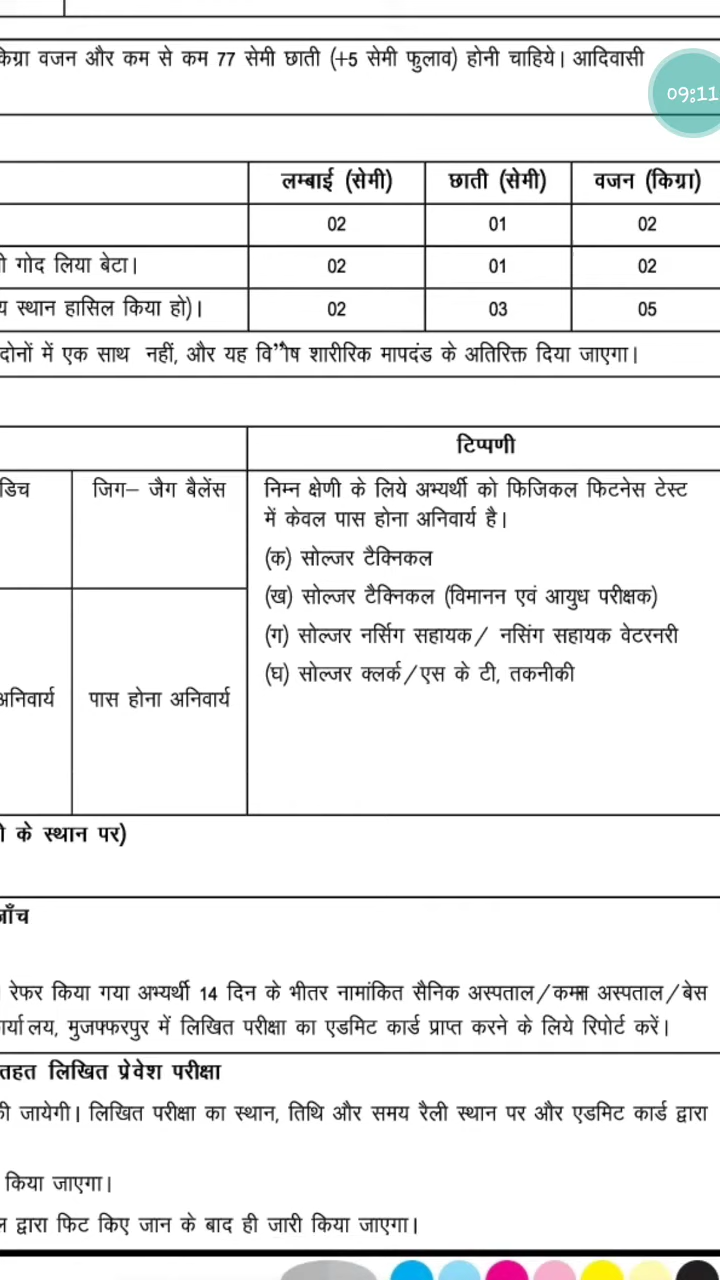 किग्रा वजन और कम से कम 77 सेमी छाती (+5 सेमी फुलाव) होनी चाहिये। आदिवासी
09:11
लम्बाई (सेमी) छाती (सेमी) वजन (किग्रा)
02 01 02
गोद लिया बेटा। 02 01 02
स्थान हासिल किया हो)। 02 03 05
दोनों में एक साथ नहीं, और यह वि”ोष शारीरिक मापदंड के अतिरिक्त दिया जाएगा।
टिप्पणी
डिच जिग– जैग बैलेंस निम्न क्षेणी के लिये अभ्यर्थी को फिजिकल फिटनेस टेस्ट
में केवल पास होना अनिवार्य है।
(क) सोल्जर टैक्निकल
(ख) सोल्जर टैक्निकल (विमानन एवं आयुध परीक्षक)
(ग) सोल्जर नर्सिग सहायक/ नसिंग सहायक वेटरनरी
(घ) सोल्जर क्लर्क/एस के टी, तकनीकी
अनिवार्य पास होना अनिवार्य
के स्थान पर)
जाँच
रेफर किया गया अभ्यर्थी 14 दिन के भीतर नामांकित सैनिक अस्पताल/ अस्पताल/बेस
कार्यालय, मुजफ्फरपुर में लिखित परीक्षा का एडमिट कार्ड प्राप्त करने के लिये रिपोर्ट करें।
तहत लिखित प्रेवेश परीक्षा
की जायेगी। लिखित परीक्षा का स्थान, तिथि और समय रैली स्थान पर और एडमिट कार्ड द्वारा
किया जाएगा।
द्वारा फिट किए जान के बाद ही जारी किया जाएगा।